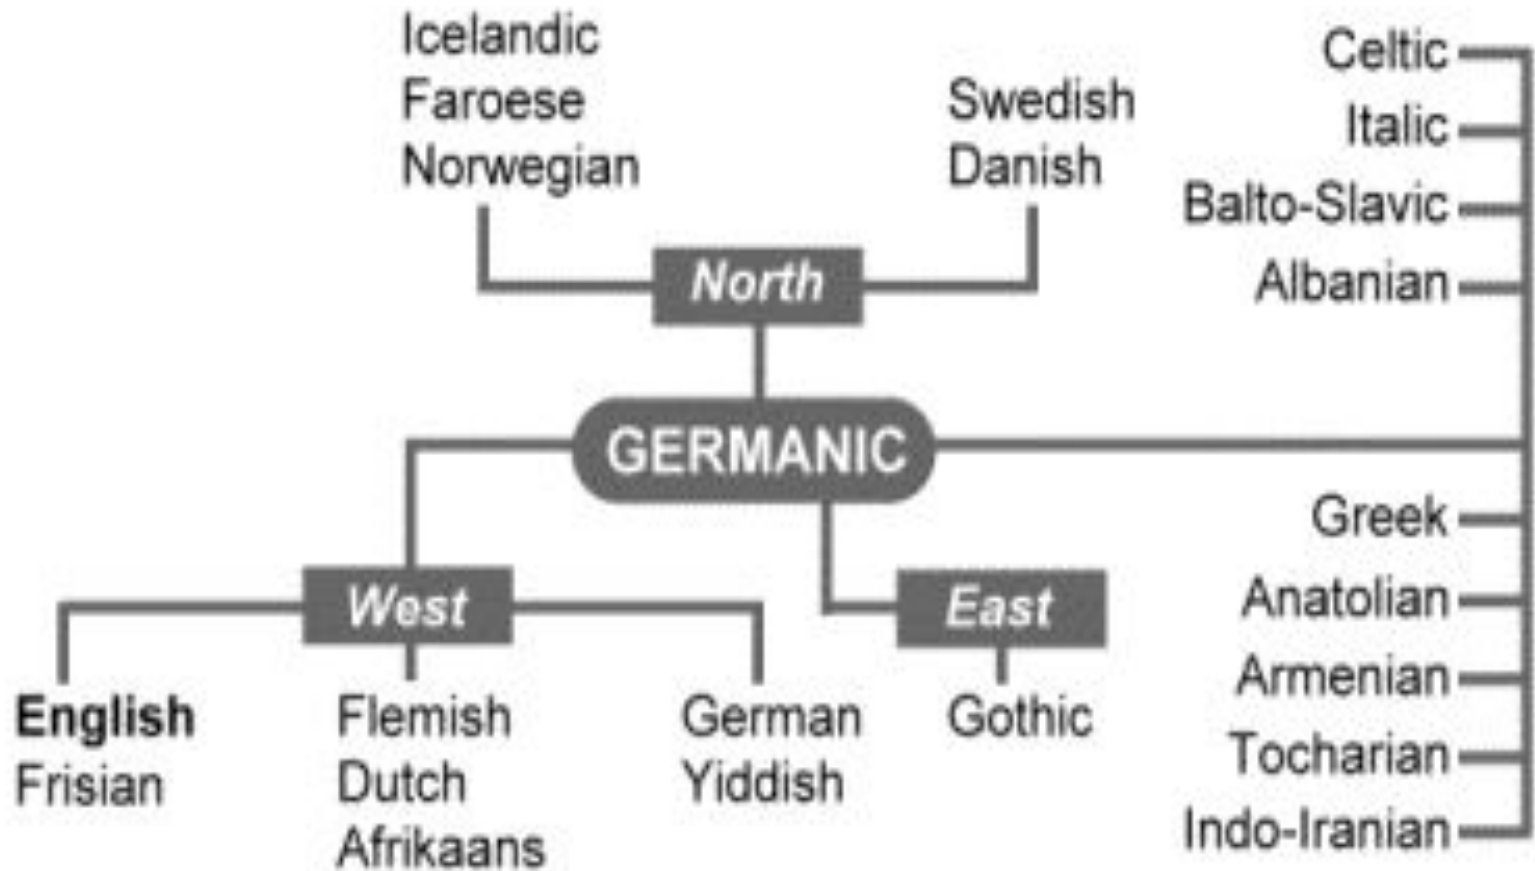 Icelandic
Faroese
Norwegian
Swedish
Danish
North
GERMANIC
West
East
English
Frisian
Flemish
Dutch
Afrikaans
German
Yiddish
Gothic
Celtic
Italic
Balto-Slavic
Albanian
Greek
Anatolian
Armenian
Tocharian
Indo-Iranian